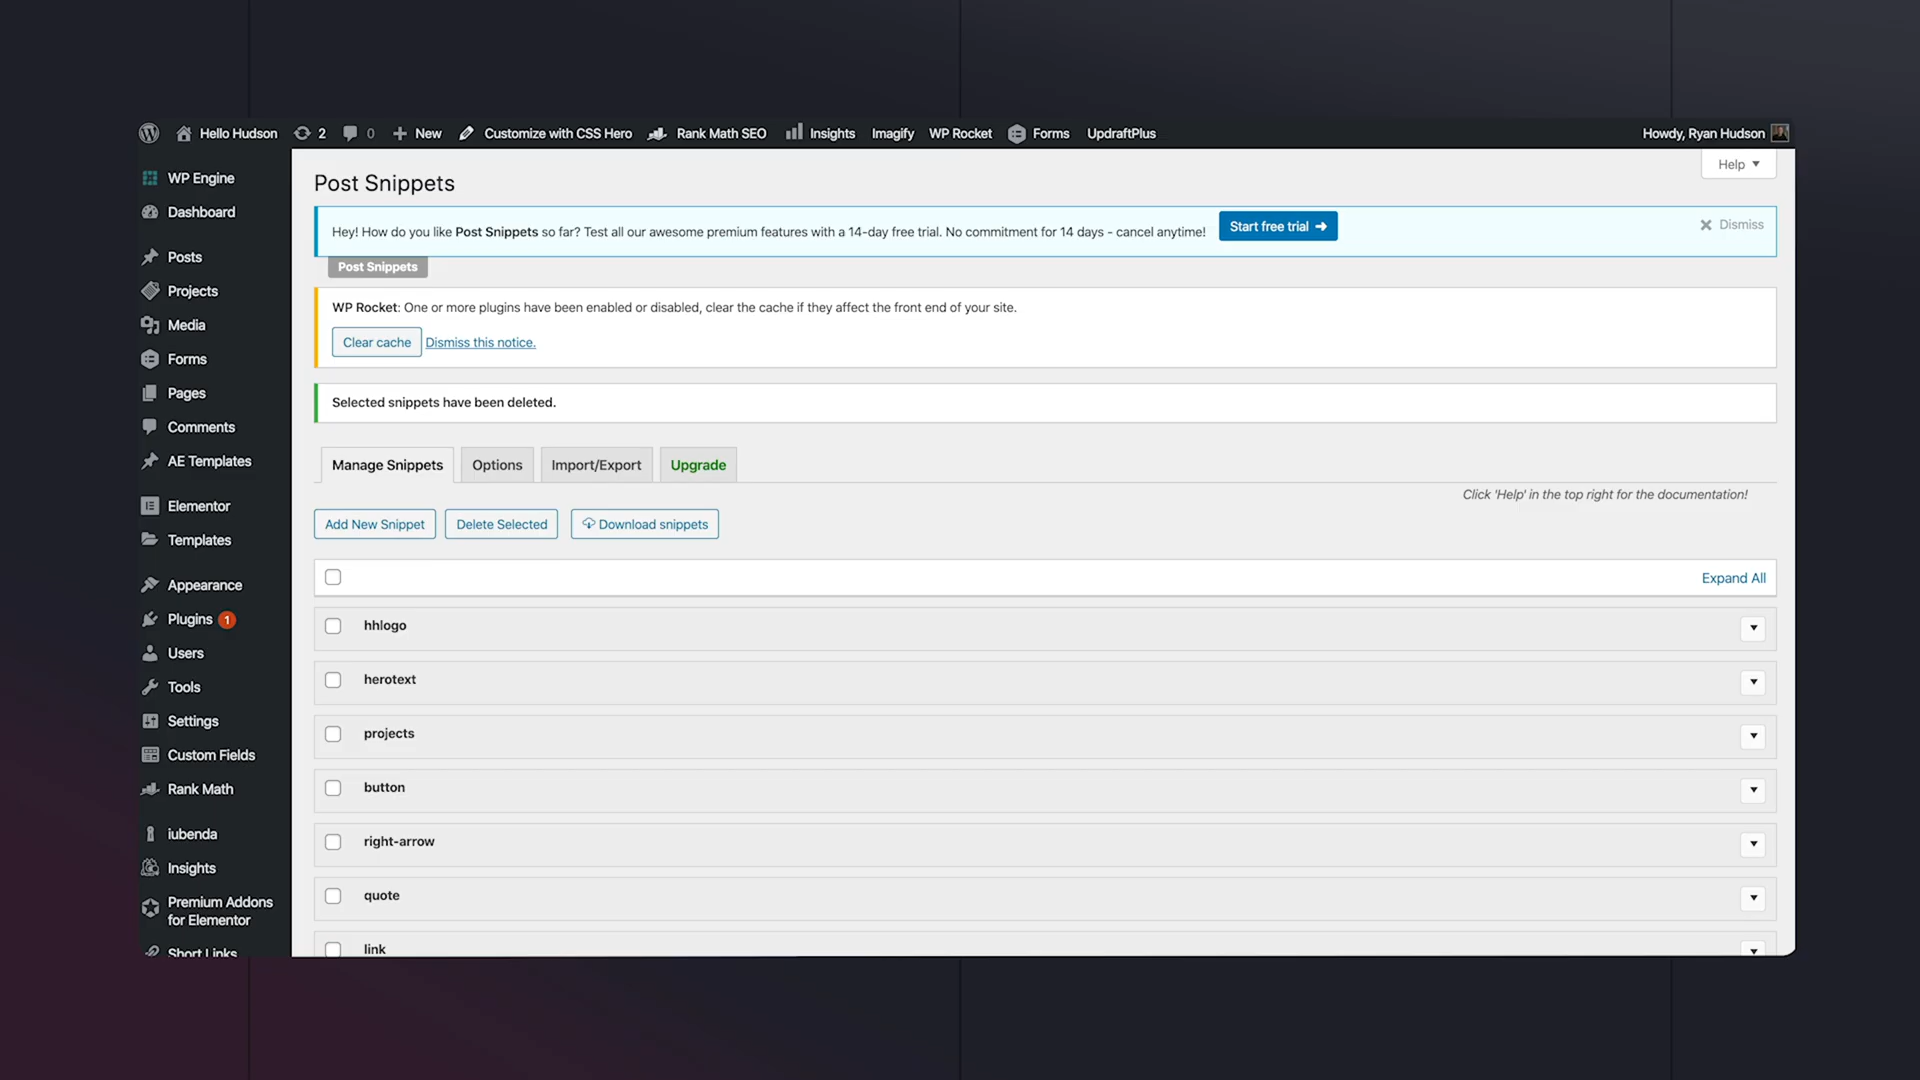 Hello Hudson 2 0 New Customize with CSS Hero Rank Math SEO Insights Imagify WP Rocket Forms UpdraftPlus Howdy, Ryan Hudson
Help
WP Engine
Dashboard
Posts
Projects
Media
Forms
Pages
Comments
AE Templates
Elementor
Templates
Appearance
Plugins 1
Users
Tools
Settings
Custom Fields
Rank Math
iubenda
Insights
Premium Addons
for Elementor
Short Links
Post Snippets
Hey! How do you like Post Snippets so far? Test all our awesome premium features with a 14-day free trial. No commitment for 14 days - cancel anytime! Start free trial ➜ Dismiss
Post Snippets
WP Rocket: One or more plugins have been enabled or disabled, clear the cache if they affect the front end of your site.
Clear cache Dismiss this notice.
Selected snippets have been deleted.
Manage Snippets Options Import/Export Upgrade
Click 'Help' in the top right for the documentation!
Add New Snippet Delete Selected Download snippets
Expand All
hhlogo
herotext
projects
button
right-arrow
quote
link